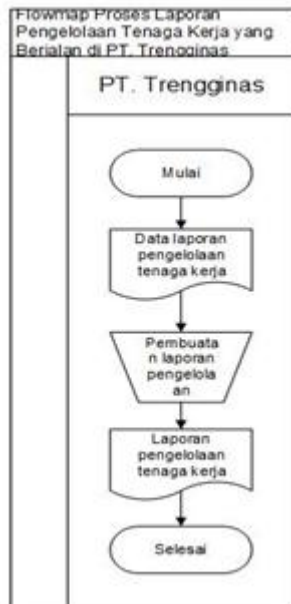 Flowmap Proses Laporan
Pengelolaan Tenaga Kerja yang
Berjalan di PT. Trengginas
PT. Trengginas
Mulai
Data laporan
pengelolaan
tenaga kerja
Pembuata
n laporan
pengelola
an
Laporan
pengelolaan
tenaga kerja
Selesai